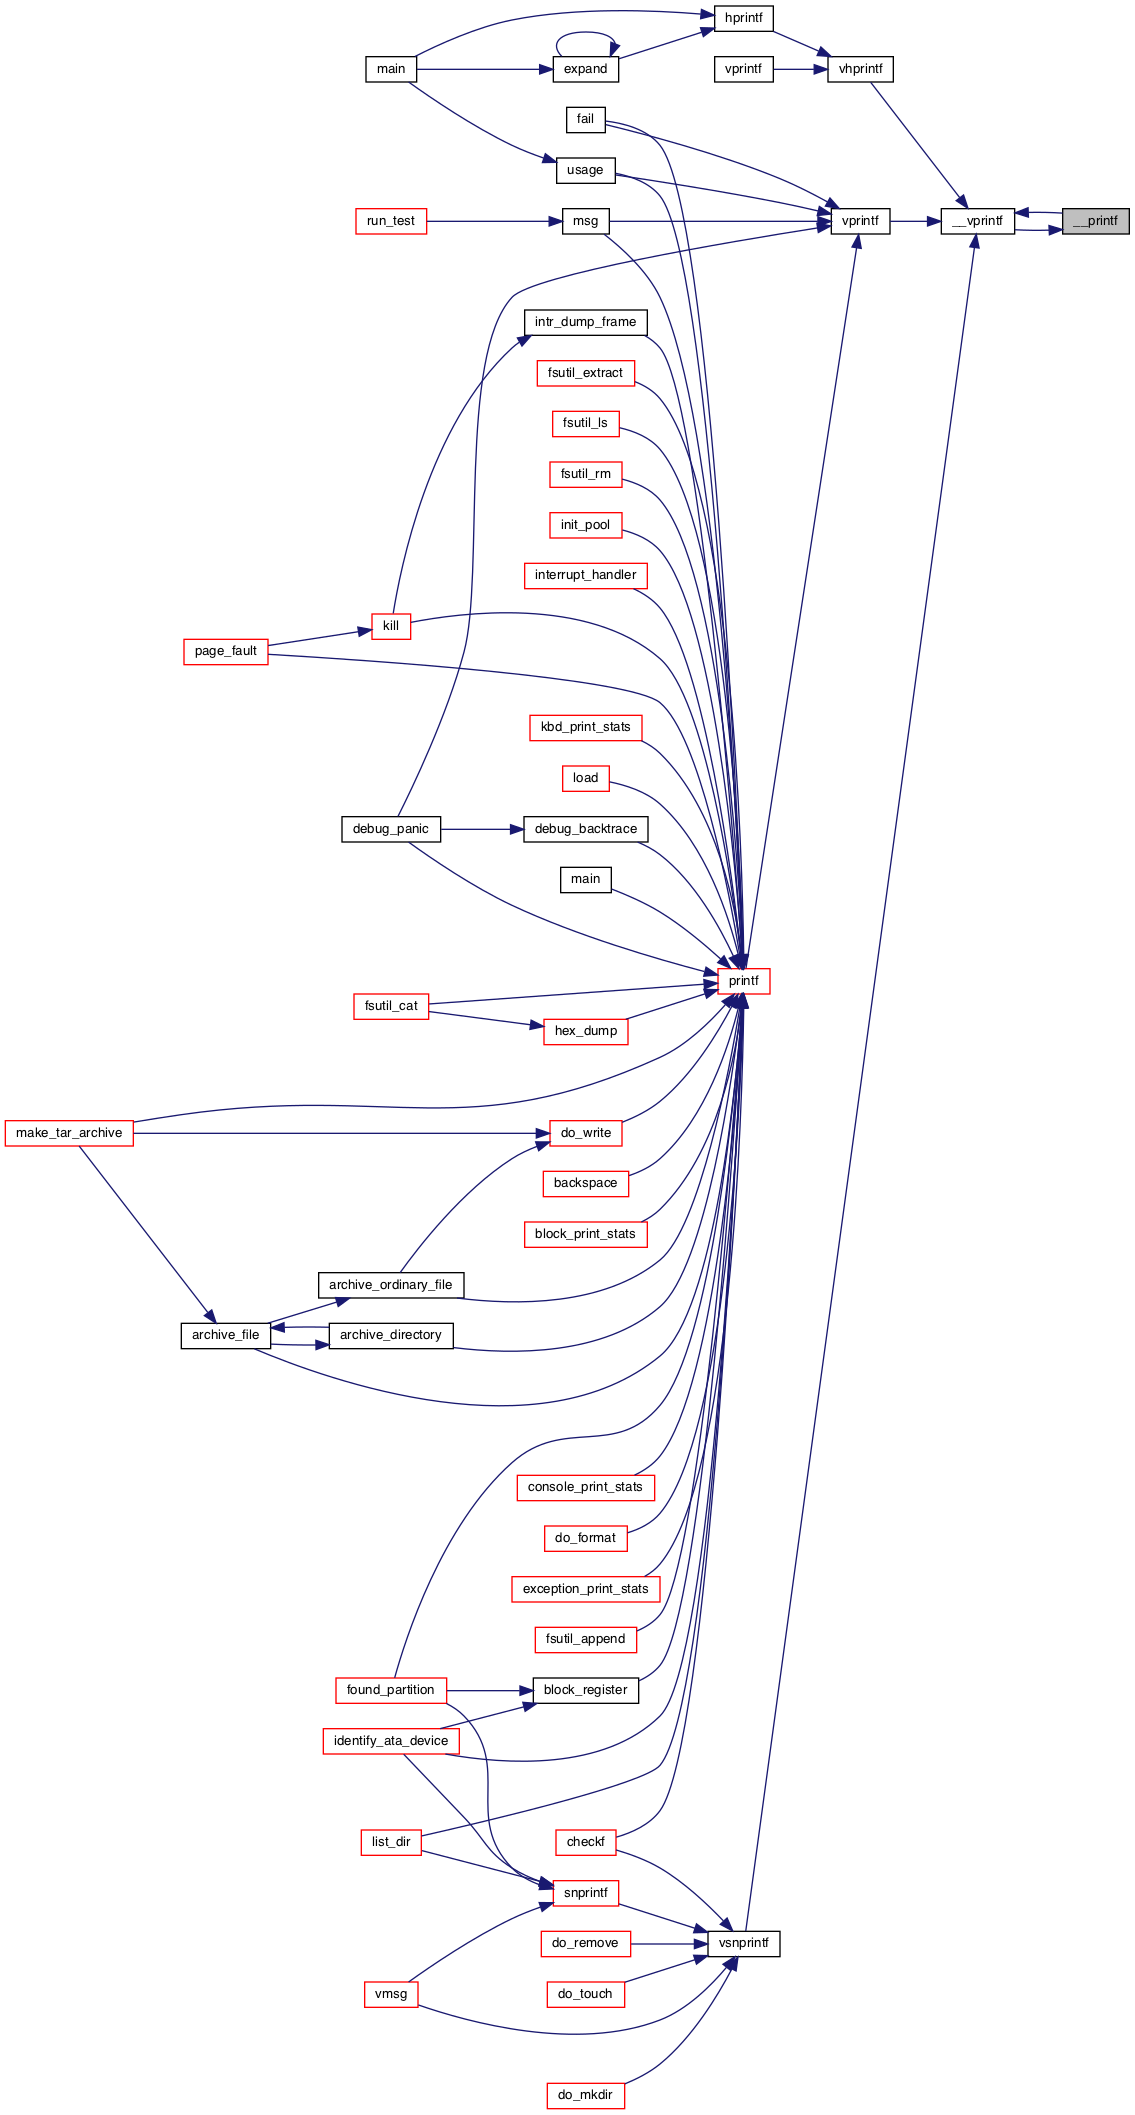 hprintf
main
expand
vprintf
vhprintf
fail
usage
run_test
msg
vprintf
__vprintf
__printf
intr_dump_frame
fsutil_extract
fsutil_ls
fsutil_rm
init_pool
interrupt_handler
kill
page_fault
kbd_print_stats
load
debug_panic
debug_backtrace
main
printf
fsutil_cat
hex_dump
make_tar_archive
do_write
backspace
block_print_stats
archive_ordinary_file
archive_file
archive_directory
console_print_stats
do_format
exception_print_stats
fsutil_append
found_partition
block_register
identify_ata_device
list_dir
checkf
snprintf
do_remove
vsnprintf
vmsg
do_touch
do_mkdir